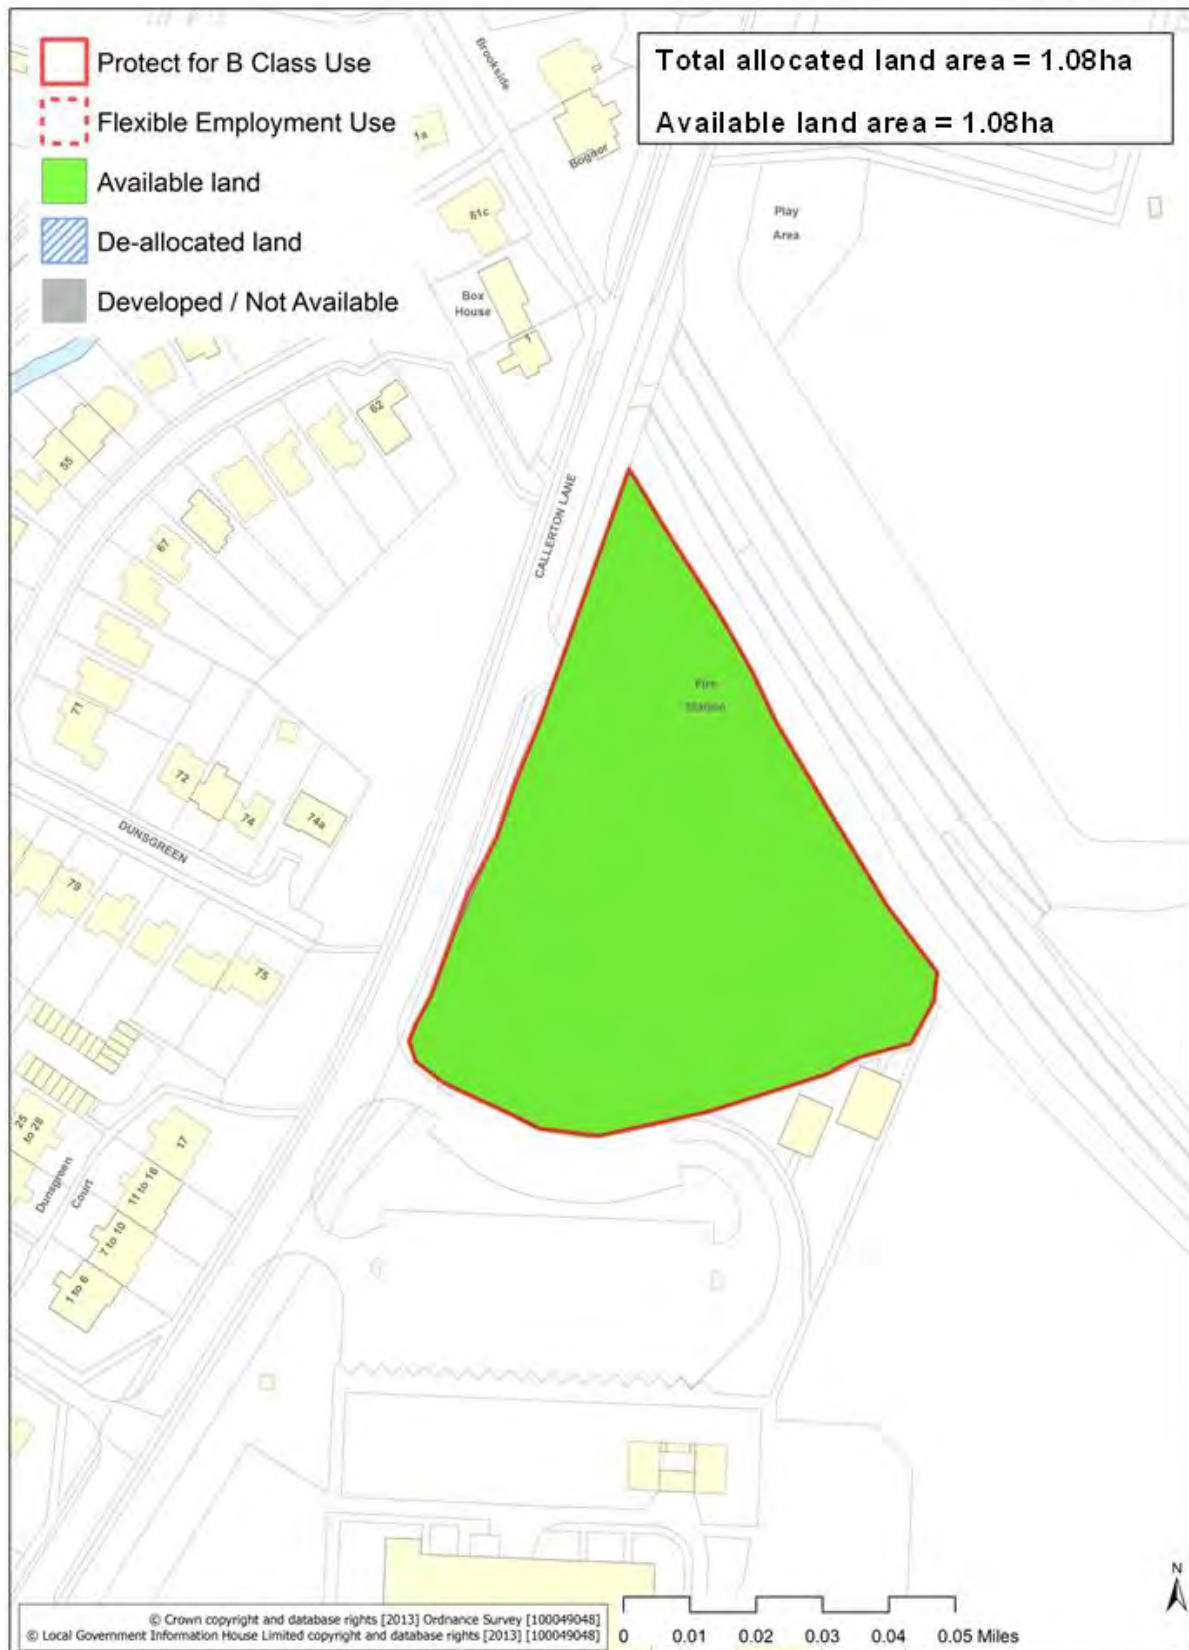 Protect for B Class Use
Flexible Employment Use
Available land
De-allocated land
Developed / Not Available
Total allocated land area = 1.08ha
Available land area = 1.08ha
Brookside
1a
Bognor
61c
Play
Area
Box
House
1
62
55
CALLERTON LANE
67
Fire
Station
71
72
74
74a
DUNSGREEN
79
75
25
to 28
17
Dunsgreen
Court
11 to 16
7 to 10
1 to 6
N
© Crown copyright and database rights [2013] Ordnance Survey [100049048]
© Local Government Information House Limited copyright and database rights [2013] [100049048]
0 0.01 0.02 0.03 0.04 0.05 Miles